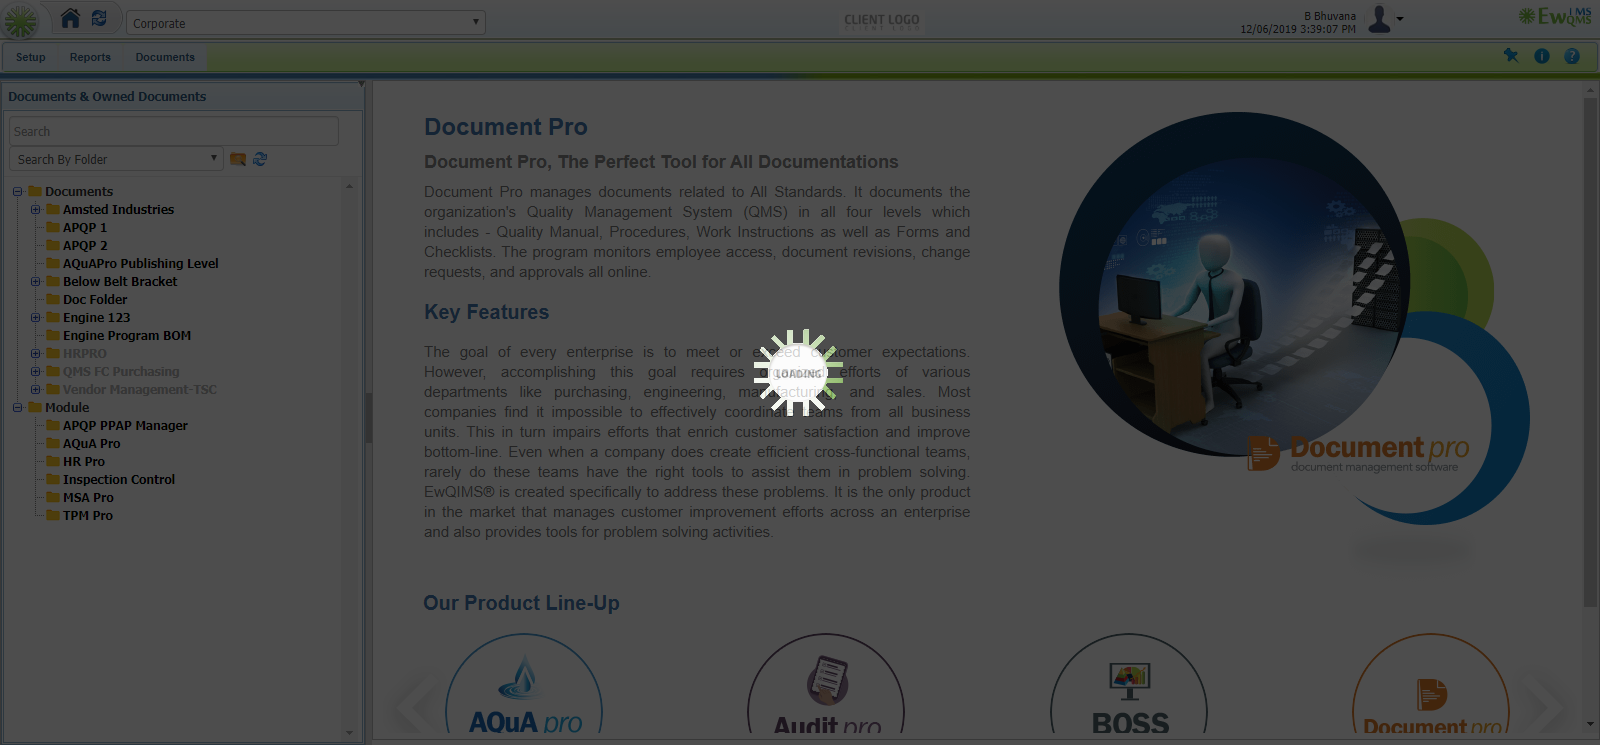 Corporate
CLIENT LOGO
CLIENT LOGO
B Bhuvana
12/06/2019 3:39:07 PM
EwQIMS
QMS
Setup Reports Documents
Documents & Owned Documents
Search
Search By Folder
Documents
Amsted Industries
APQP 1
APQP 2
AQuAPro Publishing Level
Below Belt Bracket
Doc Folder
Engine 123
Engine Program BOM
HRPRO
QMS FC Purchasing
Vendor Management-TSC
Module
APQP PPAP Manager
AQuA Pro
HR Pro
Inspection Control
MSA Pro
TPM Pro
Document Pro
Document Pro, The Perfect Tool for All Documentations
Document Pro manages documents related to All Standards. It documents the
organization's Quality Management System (QMS) in all four levels which
includes - Quality Manual, Procedures, Work Instructions as well as Forms and
Checklists. The program monitors employee access, document revisions, change
requests, and approvals all online.
Key Features
The goal of every enterprise is to meet or exceed customer expectations.
However, accomplishing this goal requires organized efforts of various
departments like purchasing, engineering, manufacturing, and sales. Most
companies find it impossible to effectively coordinate teams from all business
units. This in turn impairs efforts that enrich customer satisfaction and improve
bottom-line. Even when a company does create efficient cross-functional teams,
rarely do these teams have the right tools to assist them in problem solving.
EwQIMS® is created specifically to address these problems. It is the only product
in the market that manages customer improvement efforts across an enterprise
and also provides tools for problem solving activities.
LOADING
Document pro
document management software
Our Product Line-Up
AQuA pro
Audit pro
BOSS
Document pro